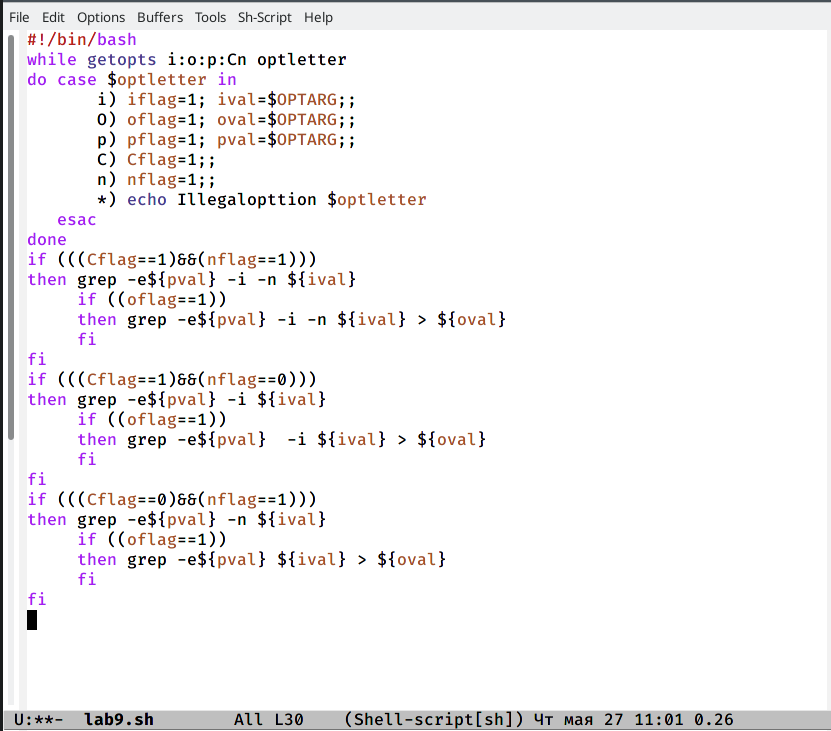 File Edit Options Buffers Tools Sh-Script Help
#!/bin/bash
while getopts i:o:p:Cn optletter
do case $optletter in
       i) iflag=1; ival=$OPTARG;;
       O) oflag=1; oval=$OPTARG;;
       p) pflag=1; pval=$OPTARG;;
       C) Cflag=1;;
       n) nflag=1;;
       *) echo Illegalopttion $optletter
   esac
done
if (((Cflag==1)&&(nflag==1)))
then grep -e${pval} -i -n ${ival}
     if ((oflag==1))
     then grep -e${pval} -i -n ${ival} > ${oval}
     fi
fi
if (((Cflag==1)&&(nflag==0)))
then grep -e${pval} -i ${ival}
     if ((oflag==1))
     then grep -e${pval}  -i ${ival} > ${oval}
     fi
fi
if (((Cflag==0)&&(nflag==1)))
then grep -e${pval} -n ${ival}
     if ((oflag==1))
     then grep -e${pval} ${ival} > ${oval}
     fi
fi
U:**-  lab9.sh        All L30    (Shell-script[sh]) Чт мая 27 11:01 0.26